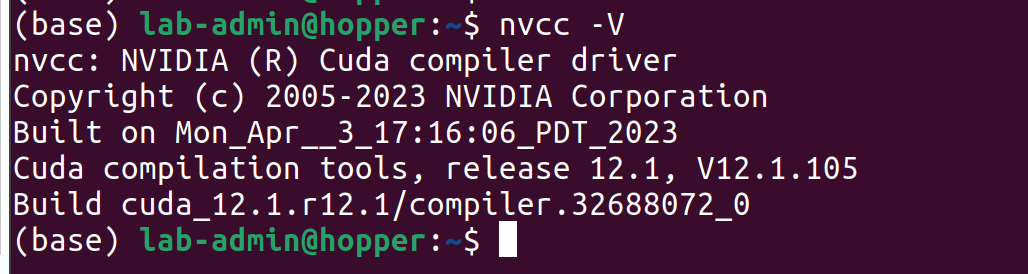 (base) lab-admin@hopper:~$ nvcc -V
nvcc: NVIDIA (R) Cuda compiler driver
Copyright (c) 2005-2023 NVIDIA Corporation
Built on Mon_Apr__3_17:16:06_PDT_2023
Cuda compilation tools, release 12.1, V12.1.105
Build cuda_12.1.r12.1/compiler.32688072_0
(base) lab-admin@hopper:~$